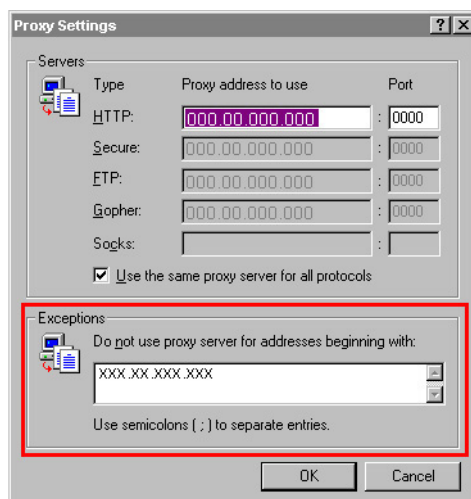 Proxy Settings
Servers
Type Proxy address to use Port
HTTP: 000.00.000.000 : 0000
Secure: 000.00.000.000 : 0000
FTP: 000.00.000.000 : 0000
Gopher: 000.00.000.000 : 0000
Socks: :
Use the same proxy server for all protocols
Exceptions
Do not use proxy server for addresses beginning with:
XXX.XX.XXX.XXX
Use semicolons ( ; ) to separate entries.
OK Cancel